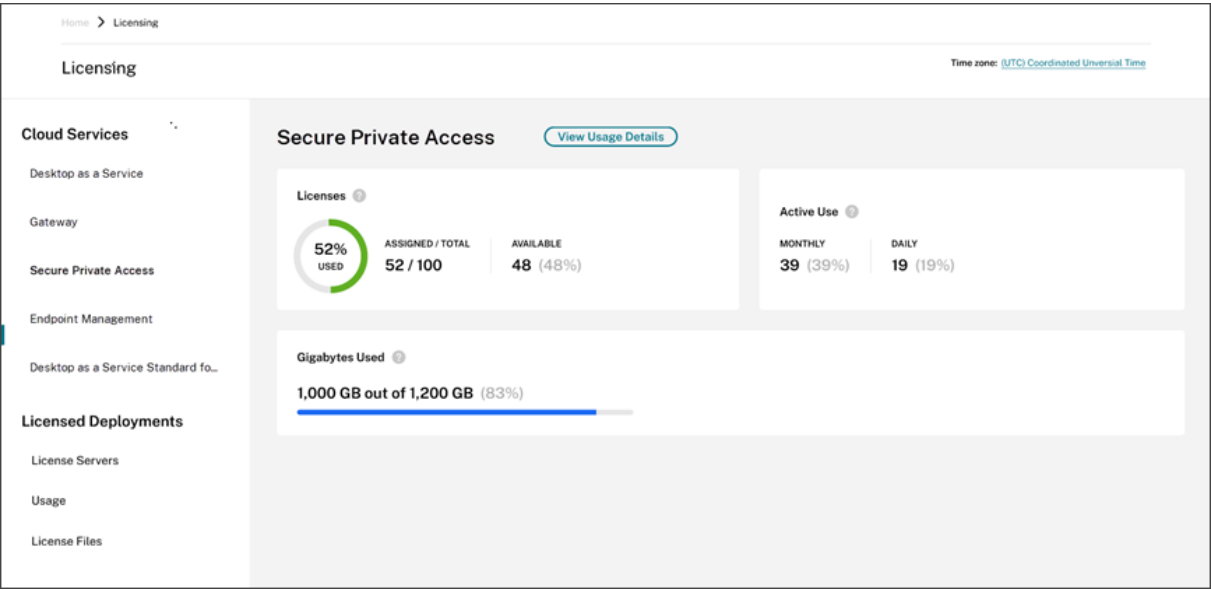 Home > Licensing
Licensing
Time zone: (UTC) Coordinated Unversial Time
Cloud Services
Desktop as a Service
Gateway
Secure Private Access
Endpoint Management
Desktop as a Service Standard fo...
Licensed Deployments
License Servers
Usage
License Files
Secure Private Access
View Usage Details
Licenses ?
52%
USED
ASSIGNED / TOTAL
52 / 100
AVAILABLE
48 (48%)
Active Use ?
MONTHLY
39 (39%)
DAILY
19 (19%)
Gigabytes Used ?
1,000 GB out of 1,200 GB (83%)